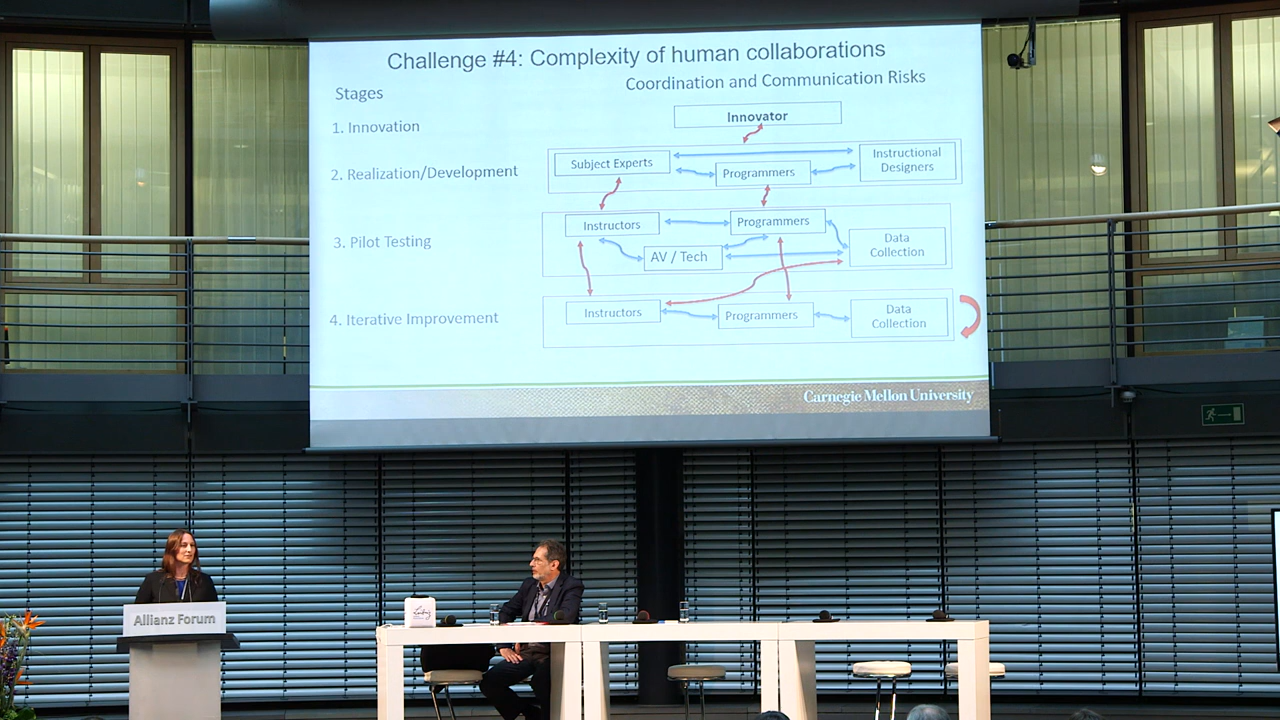 Challenge #4: Complexity of human collaborations
Coordination and Communication Risks
Stages
1. Innovation
Innovator
2. Realization/Development
Subject Experts
Programmers
Instructional
Designers
3. Pilot Testing
Instructors
Programmers
AV / Tech
Data
Collection
4. Iterative Improvement
Instructors
Programmers
Data
Collection
Carnegie Mellon University
Allianz Forum